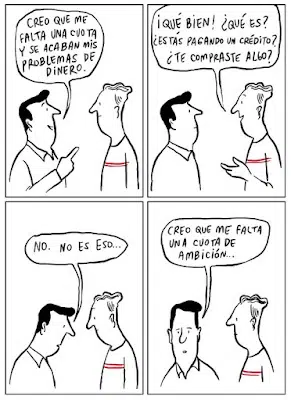 CREO QUE ME
FALTA UNA CUOTA
Y SE ACABAN MIS
PROBLEMAS DE
DINERO.
¡QUÉ BIEN! ¿QUÉ ES?
¿ESTÁS PAGANDO UN CRÉDITO?
¿TE COMPRASTE ALGO?
NO. NO ES ESO...
CREO QUE ME FALTA
UNA CUOTA DE
AMBICIÓN...